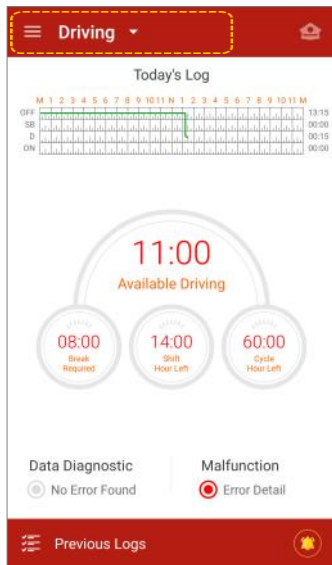 Driving
Today's Log
M 1 2 3 4 5 6 7 8 9 10 11 N 1 2 3 4 5 6 7 8 9 10 11 M
OFF 13:15
SB 00:00
D 00:15
ON 00:00
11:00
Available Driving
08:00 14:00 60:00
Break Shift Cycle
Required Hour Left Hour Left
Data Diagnostic Malfunction
No Error Found Error Detail
Previous Logs